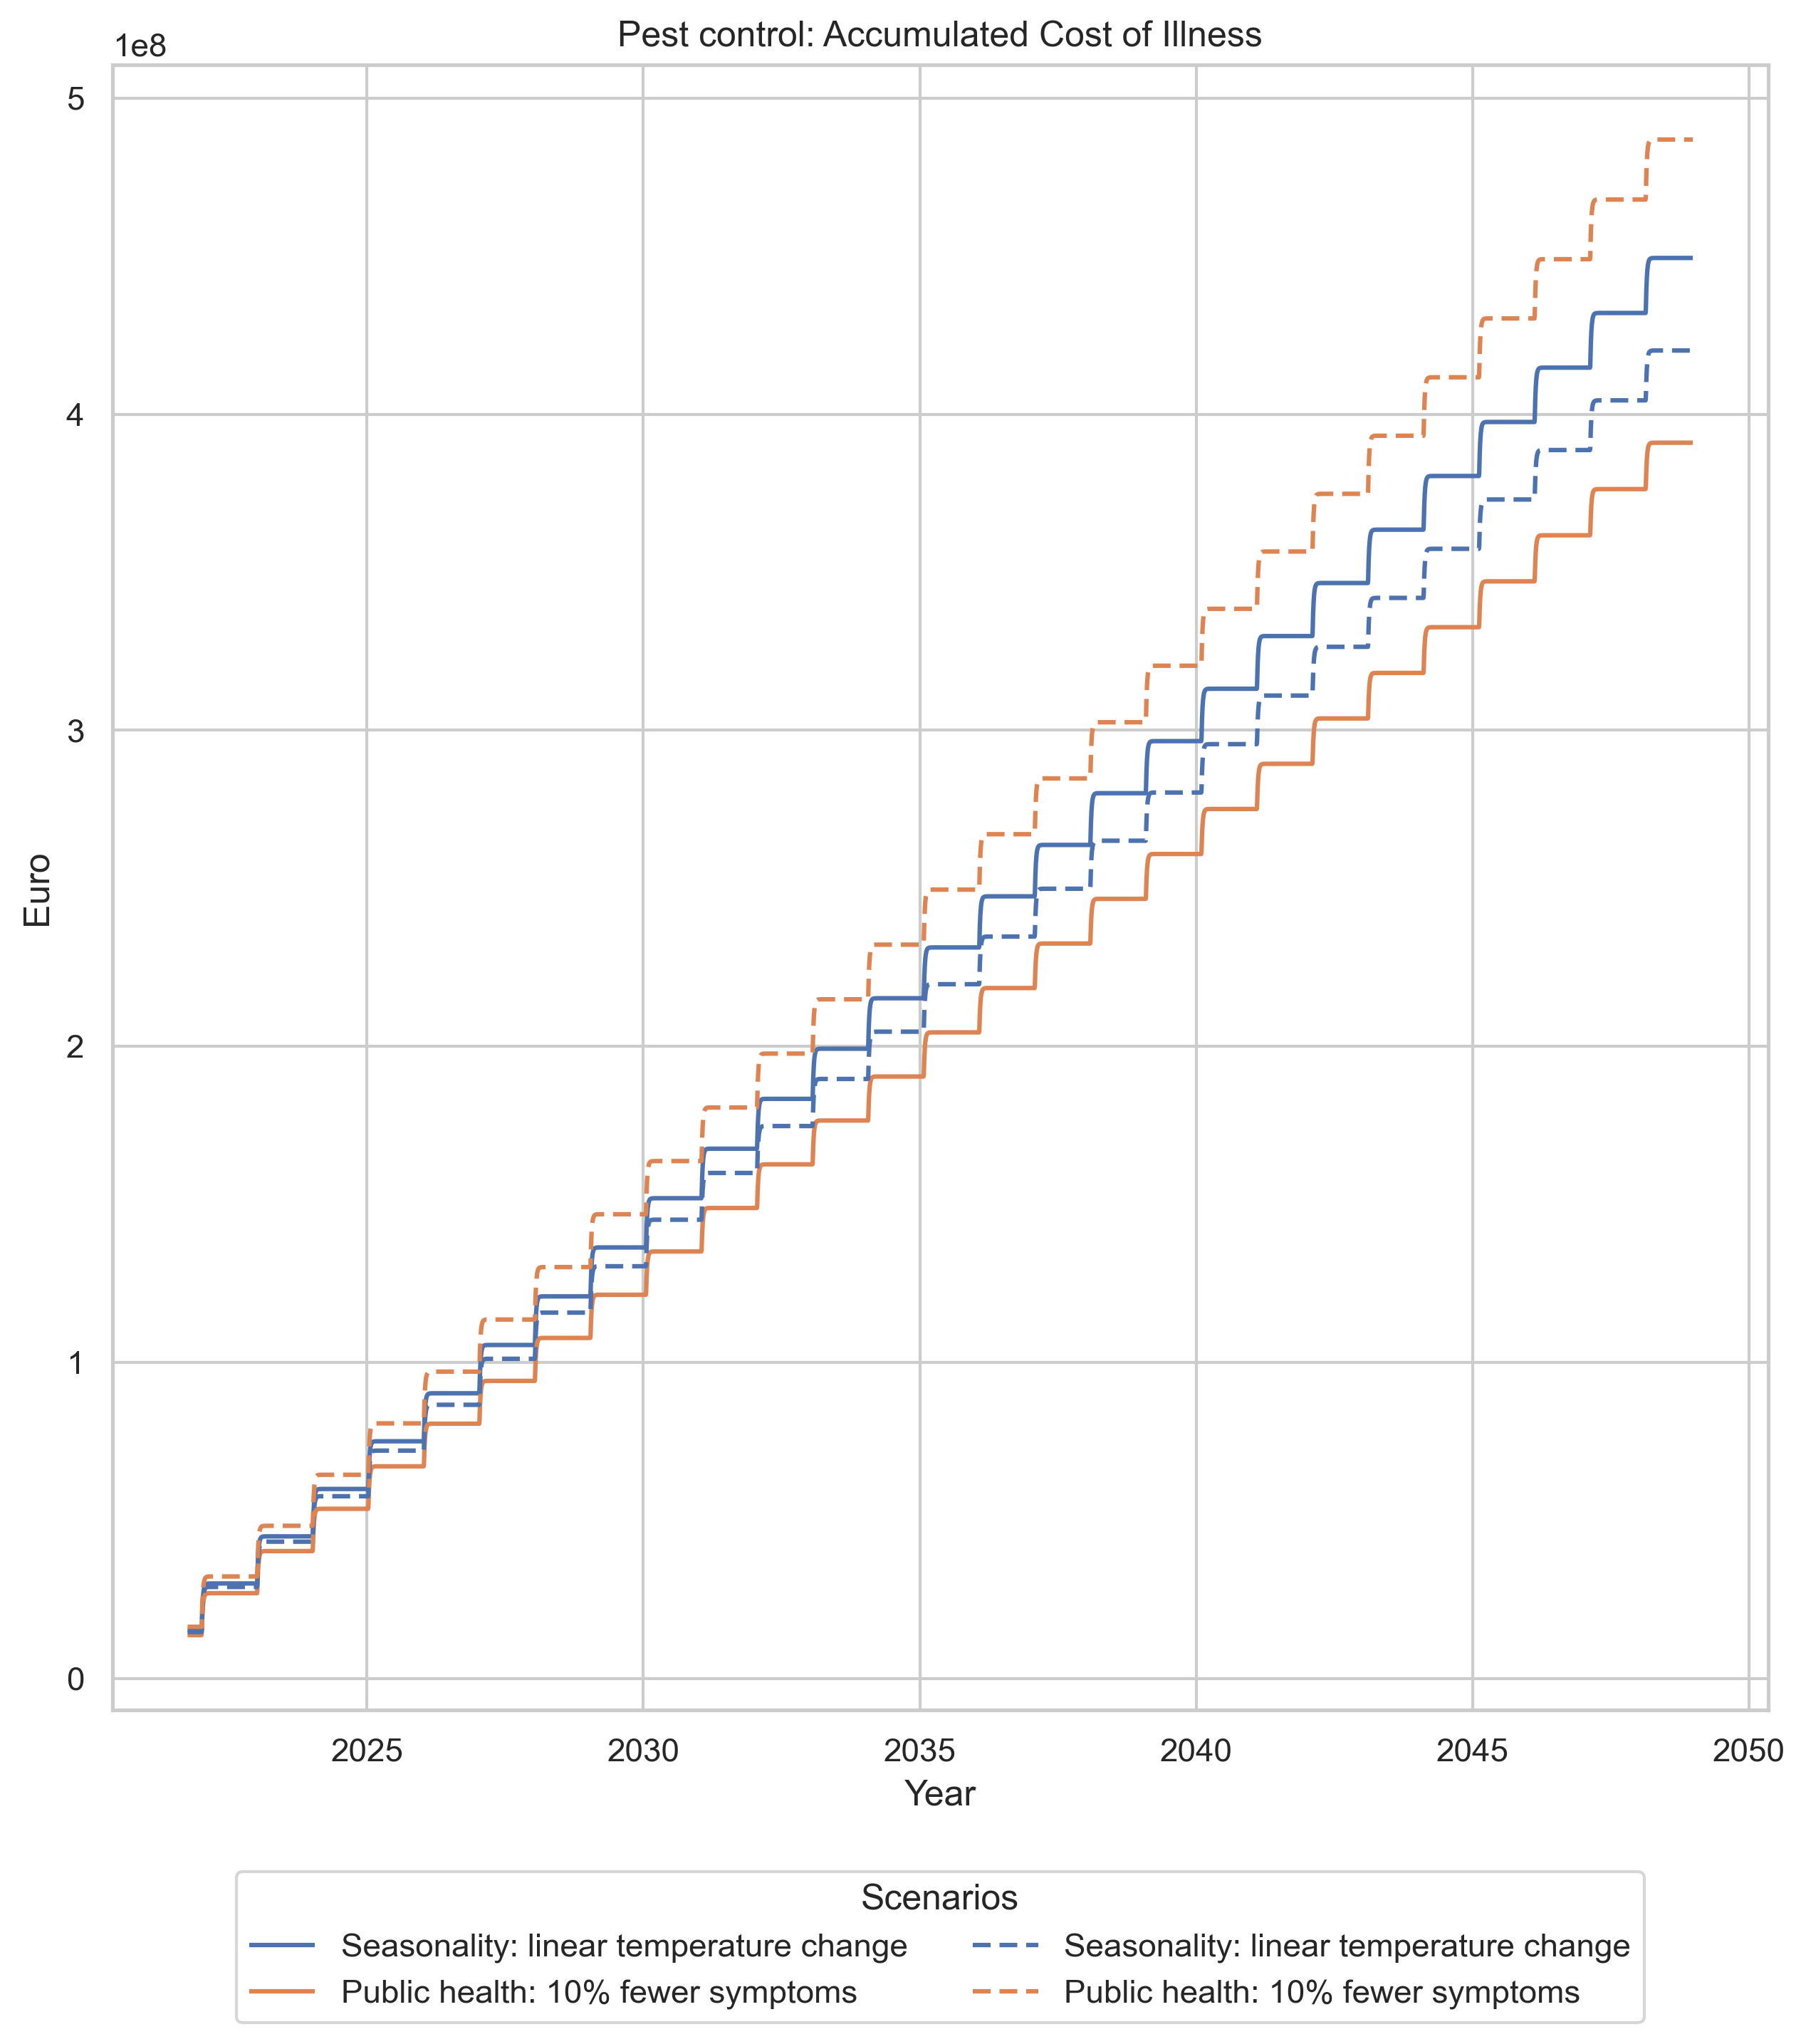 Pest control: Accumulated Cost of Illness
1e8
5
4
3
2
1
0
Euro
2025 2030 2035 2040 2045 2050
Year
Scenarios
Seasonality: linear temperature change Seasonality: linear temperature change
Public health: 10% fewer symptoms Public health: 10% fewer symptoms